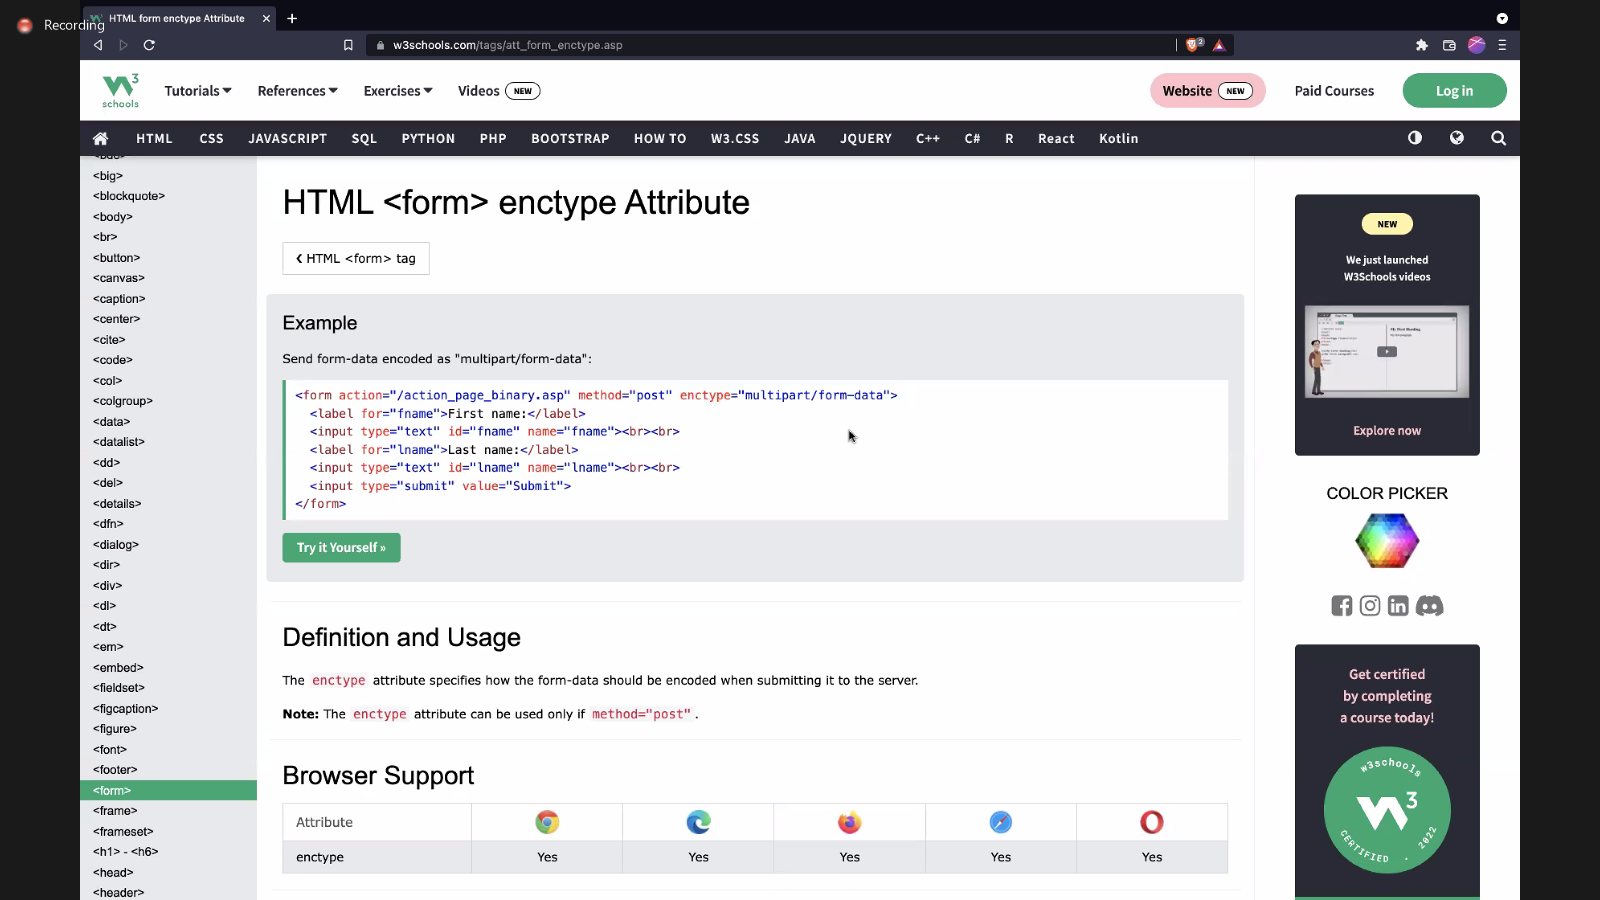 Recording
HTML form enctype Attribute
w3schools.com/tags/att_form_enctype.asp
2
W3
schools
Tutorials
References
Exercises
Videos NEW
Website NEW
Paid Courses
Log in
HTML
CSS
JAVASCRIPT
SQL
PYTHON
PHP
BOOTSTRAP
HOW TO
W3.CSS
JAVA
JQUERY
C++
C#
R
React
Kotlin
<bdo>
<big>
<blockquote>
<body>
<br>
<button>
<canvas>
<caption>
<center>
<cite>
<code>
<col>
<colgroup>
<data>
<datalist>
<dd>
<del>
<details>
<dfn>
<dialog>
<dir>
<div>
<dl>
<dt>
<em>
<embed>
<fieldset>
<figcaption>
<figure>
<font>
<footer>
<form>
<frame>
<frameset>
<h1> - <h6>
<head>
<header>
HTML <form> enctype Attribute
❮ HTML <form> tag
Example
Send form-data encoded as "multipart/form-data":
<form action="/action_page_binary.asp" method="post" enctype="multipart/form-data">
<label for="fname">First name:</label>
<input type="text" id="fname" name="fname"><br><br>
<label for="lname">Last name:</label>
<input type="text" id="lname" name="lname"><br><br>
<input type="submit" value="Submit">
</form>
Try it Yourself »
Definition and Usage
The enctype attribute specifies how the form-data should be encoded when submitting it to the server.
Note: The enctype attribute can be used only if method="post".
Browser Support
Attribute
enctype Yes Yes Yes Yes Yes
NEW
We just launched
W3Schools videos
Explore now
COLOR PICKER
Get certified
by completing
a course today!
w3schools
W3
CERTIFIED . 2022